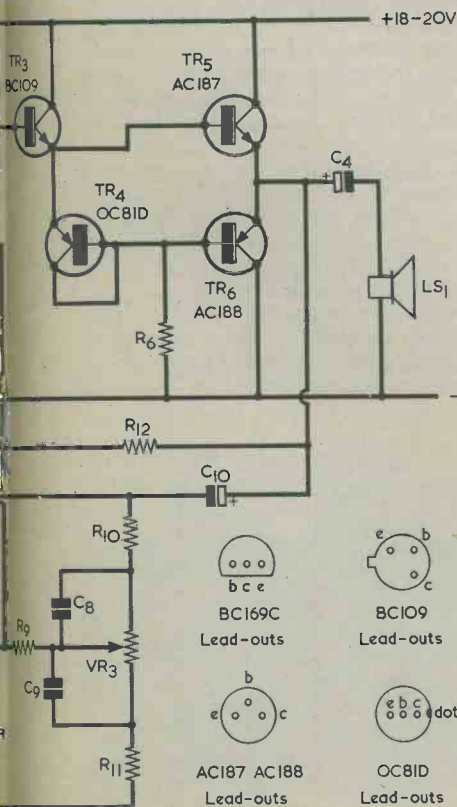 +18-20V
TR3
BC109
TR5
AC187
C4
+
TR4
OC81D
TR6
AC188
LS1
R6
-
R12
C10
+
R10
C8
R9
VR3
C9
R11
b c e
BC169C
Lead-outs
e b
c
BC109
Lead-outs
b
e c
AC187 AC188
Lead-outs
e b c dot
OC81D
Lead-outs